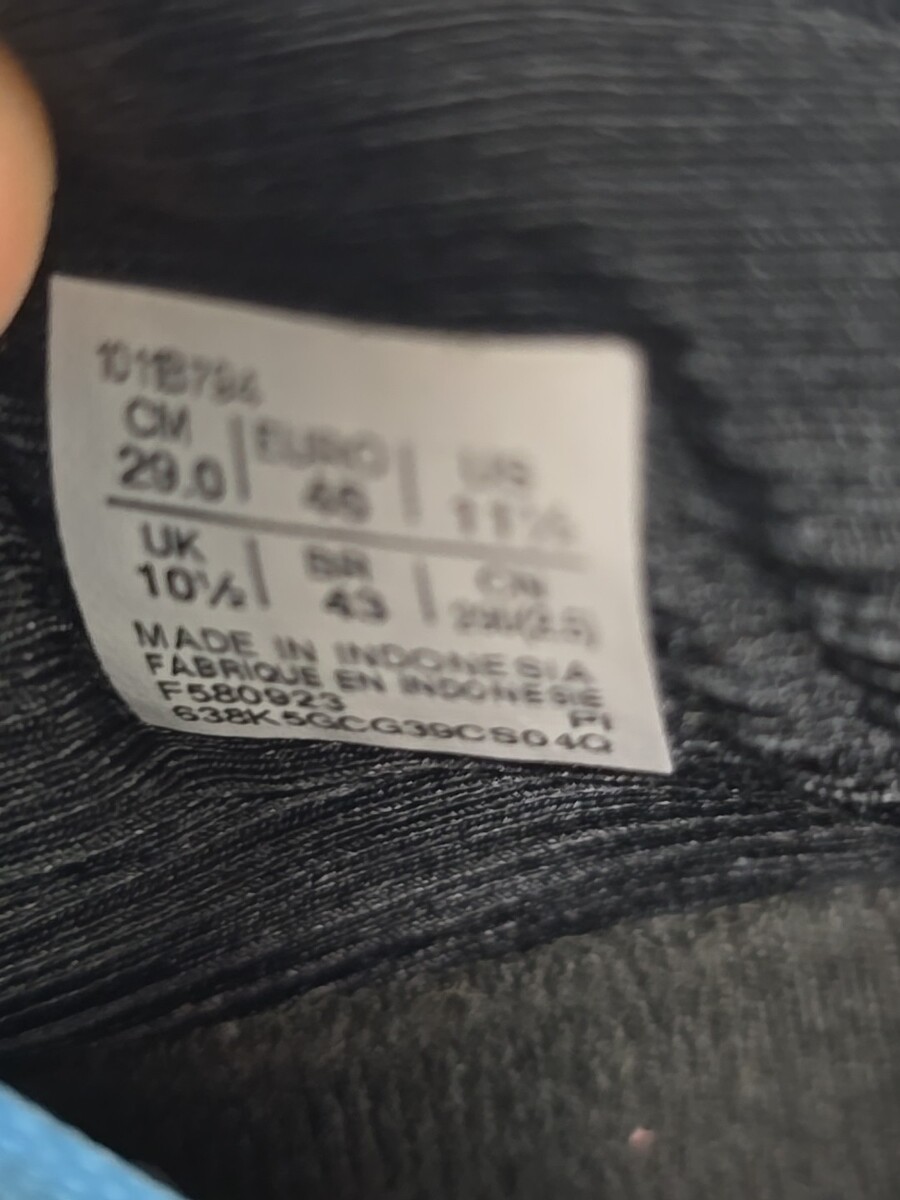 1011B794
CM | EURO | US
29.0 | 46 | 11½
UK | BR | CN
10½ | 43 | 290(2.5)
MADE IN INDONESIA
FABRIQUE EN INDONESIE
F580923 PI
638K5GCG39CS04Q